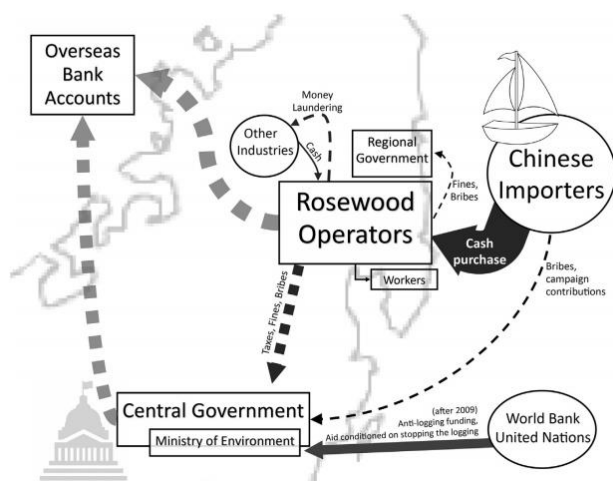 Overseas
Bank
Accounts
Money
Laundering
Other
Industries
Cash
Regional
Government
Fines,
Bribes
Chinese
Importers
Rosewood
Operators
Cash
purchase
Workers
Taxes, Fines, Bribes
Bribes,
campaign
contributions
Central Government
Ministry of Environment
(after 2009)
Anti-logging funding,
Aid conditioned on stopping the logging
World Bank
United Nations